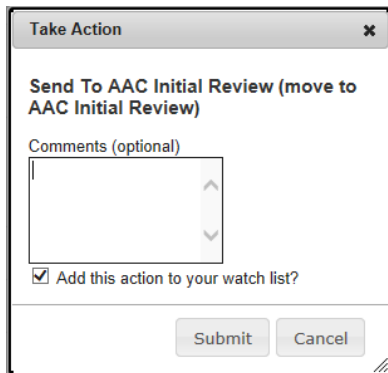 Take Action
Send To AAC Initial Review (move to
AAC Initial Review)
Comments (optional)
Add this action to your watch list?
Submit Cancel